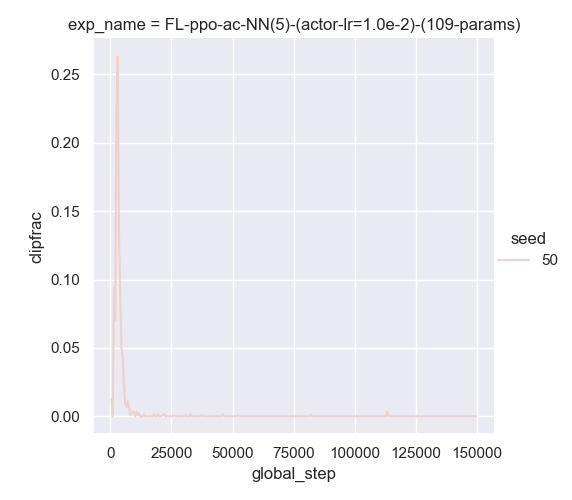 exp_name = FL-ppo-ac-NN(5)-(actor-lr=1.0e-2)-(109-params)
0.25
0.20
0.15
0.10
0.05
0.00
clipfrac
0 25000 50000 75000 100000 125000 150000
global_step
seed
50